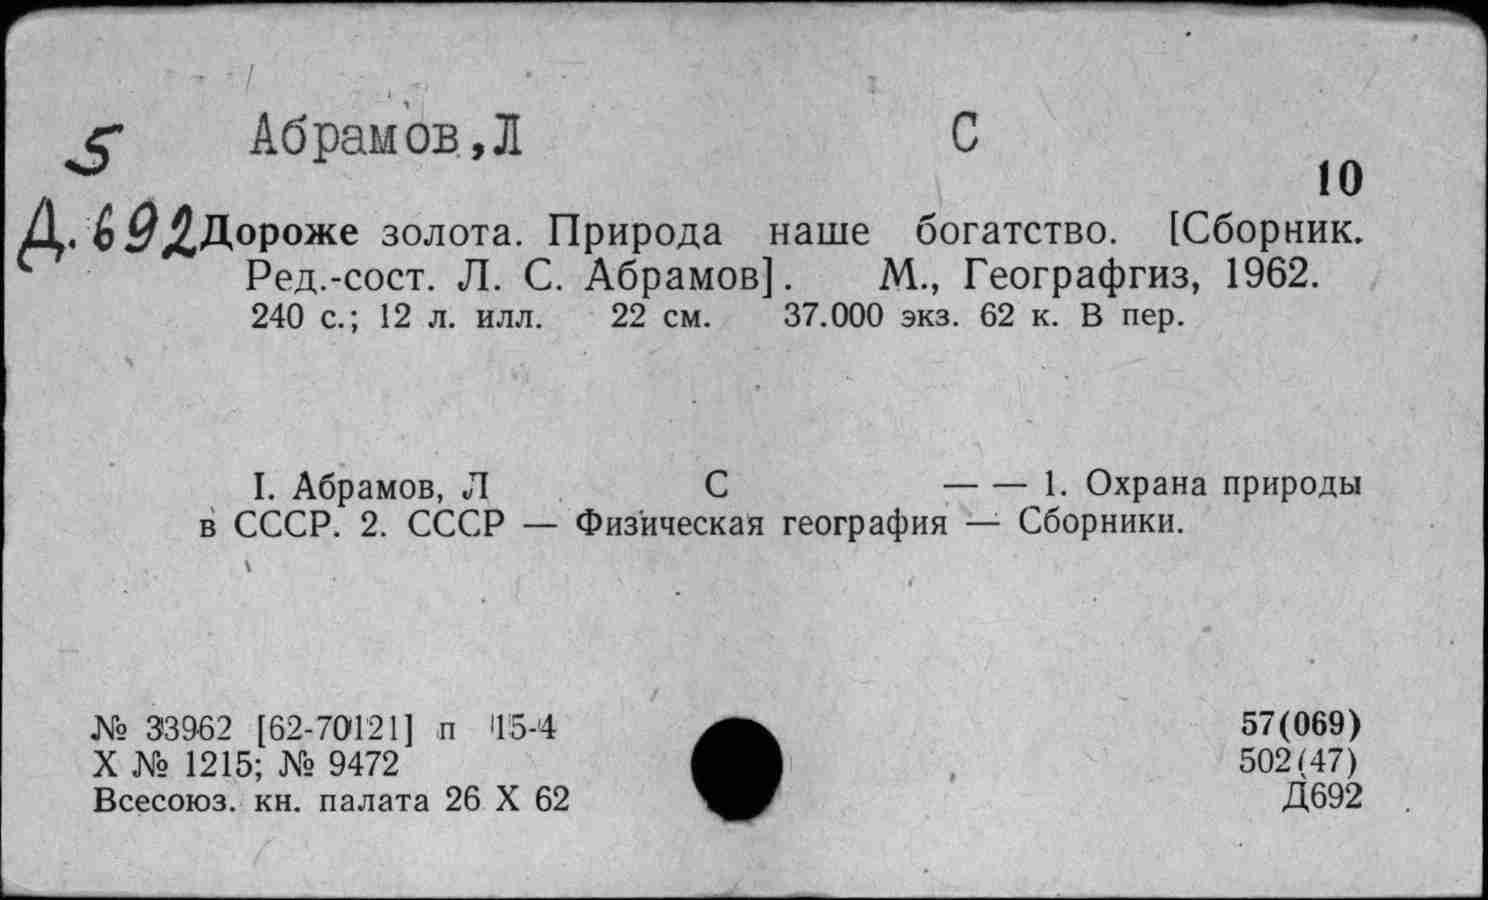 5 Абрамов,Л С
10
Д.692 Дороже золота. Природа наше богатство. [Сборник.
Ред.-сост. Л. С. Абрамов]. М., Географгиз, 1962.
240 с.; 12 л. илл. 22 см. 37.000 экз. 62 к. В пер.
I. Абрамов, Л С — — 1. Охрана природы
в СССР. 2. СССР — Физическая география — Сборники.
№ 33962 [62-70121] п 15-4
X № 1215; № 9472
Всесоюз. кн. палата 26 X 62
57(069)
502(47)
Д692